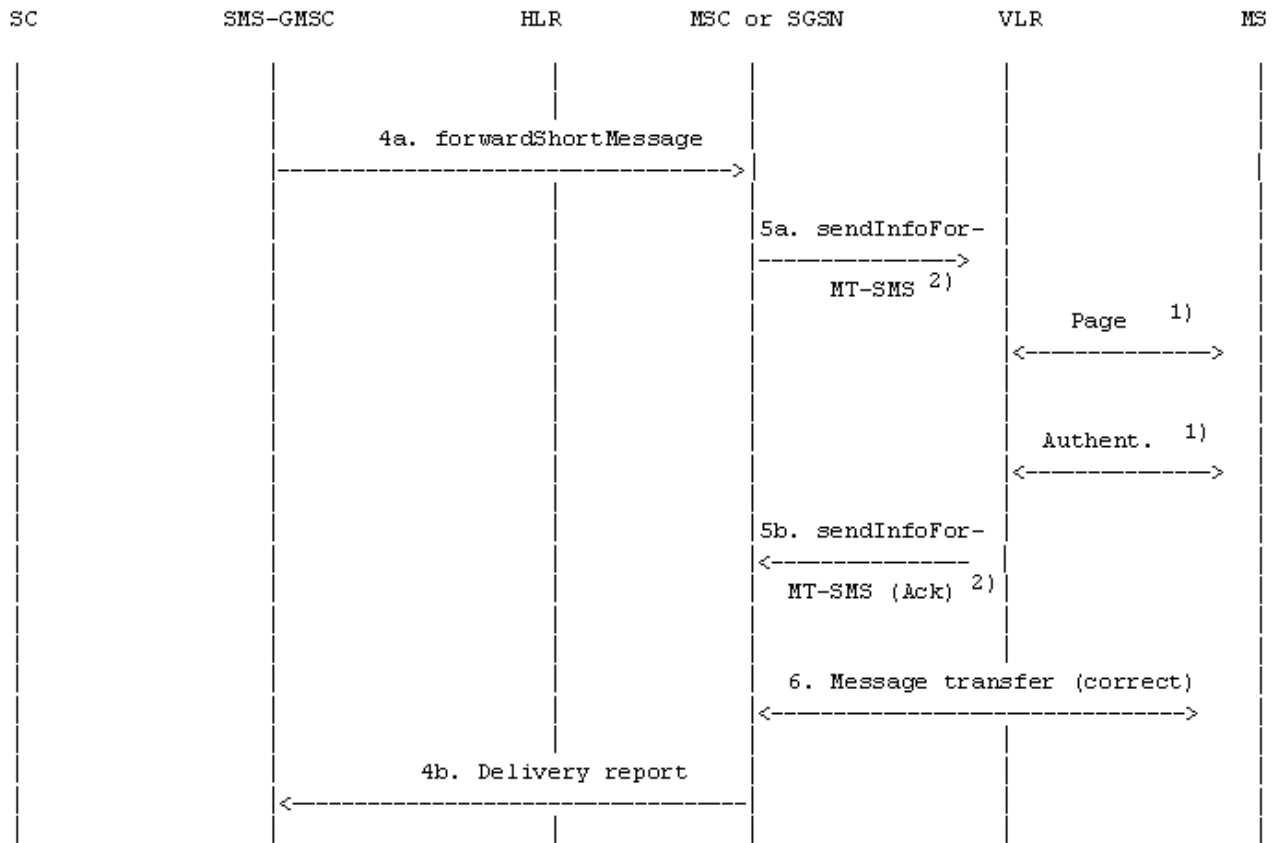 SC SMS-GMSC HLR MSC or SGSN VLR MS
4a. forwardShortMessage
5a. sendInfoFor-
MT-SMS 2)
Page 1)
Authent. 1)
5b. sendInfoFor-
MT-SMS (Ack) 2)
6. Message transfer (correct)
4b. Delivery report